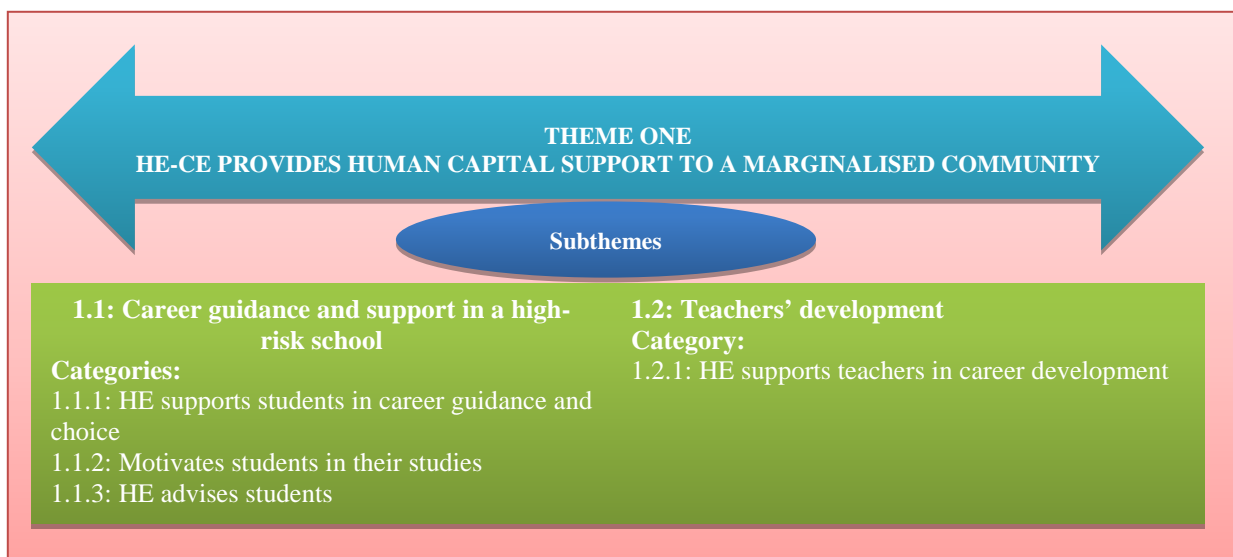 THEME ONE
HE-CE PROVIDES HUMAN CAPITAL SUPPORT TO A MARGINALISED COMMUNITY
Subthemes
1.1: Career guidance and support in a high-
risk school
Categories:
1.1.1: HE supports students in career guidance and
choice
1.1.2: Motivates students in their studies
1.1.3: HE advises students
1.2: Teachers’ development
Category:
1.2.1: HE supports teachers in career development